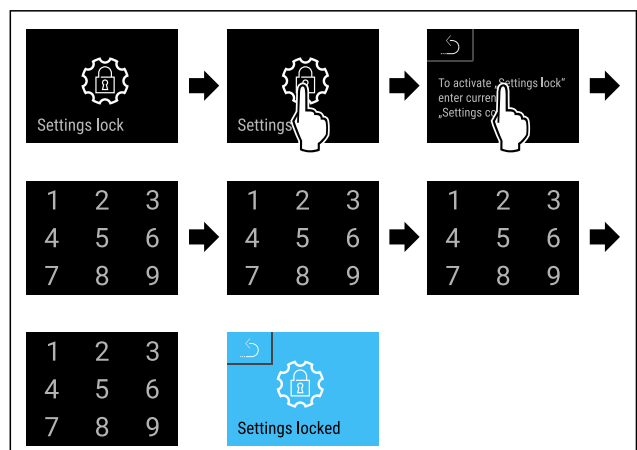 Settings lock
Settings
To activate „Settings lock“
enter curren
„Settings co
1 2 3
4 5 6
7 8 9
1 2 3
4 5 6
7 8 9
1 2 3
4 5 6
7 8 9
1 2 3
4 5 6
7 8 9
Settings locked